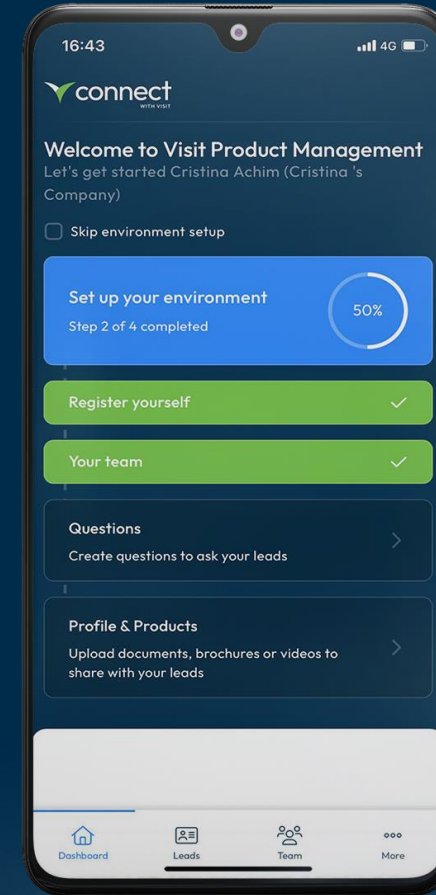 16:43
4G
connect
WITH VISIT
Welcome to Visit Product Management
Let's get started Cristina Achim (Cristina 's
Company)
Skip environment setup
Set up your environment
Step 2 of 4 completed
50%
Register yourself
Your team
Questions
Create questions to ask your leads
Profile & Products
Upload documents, brochures or videos to
share with your leads
Dashboard
Leads
Team
More